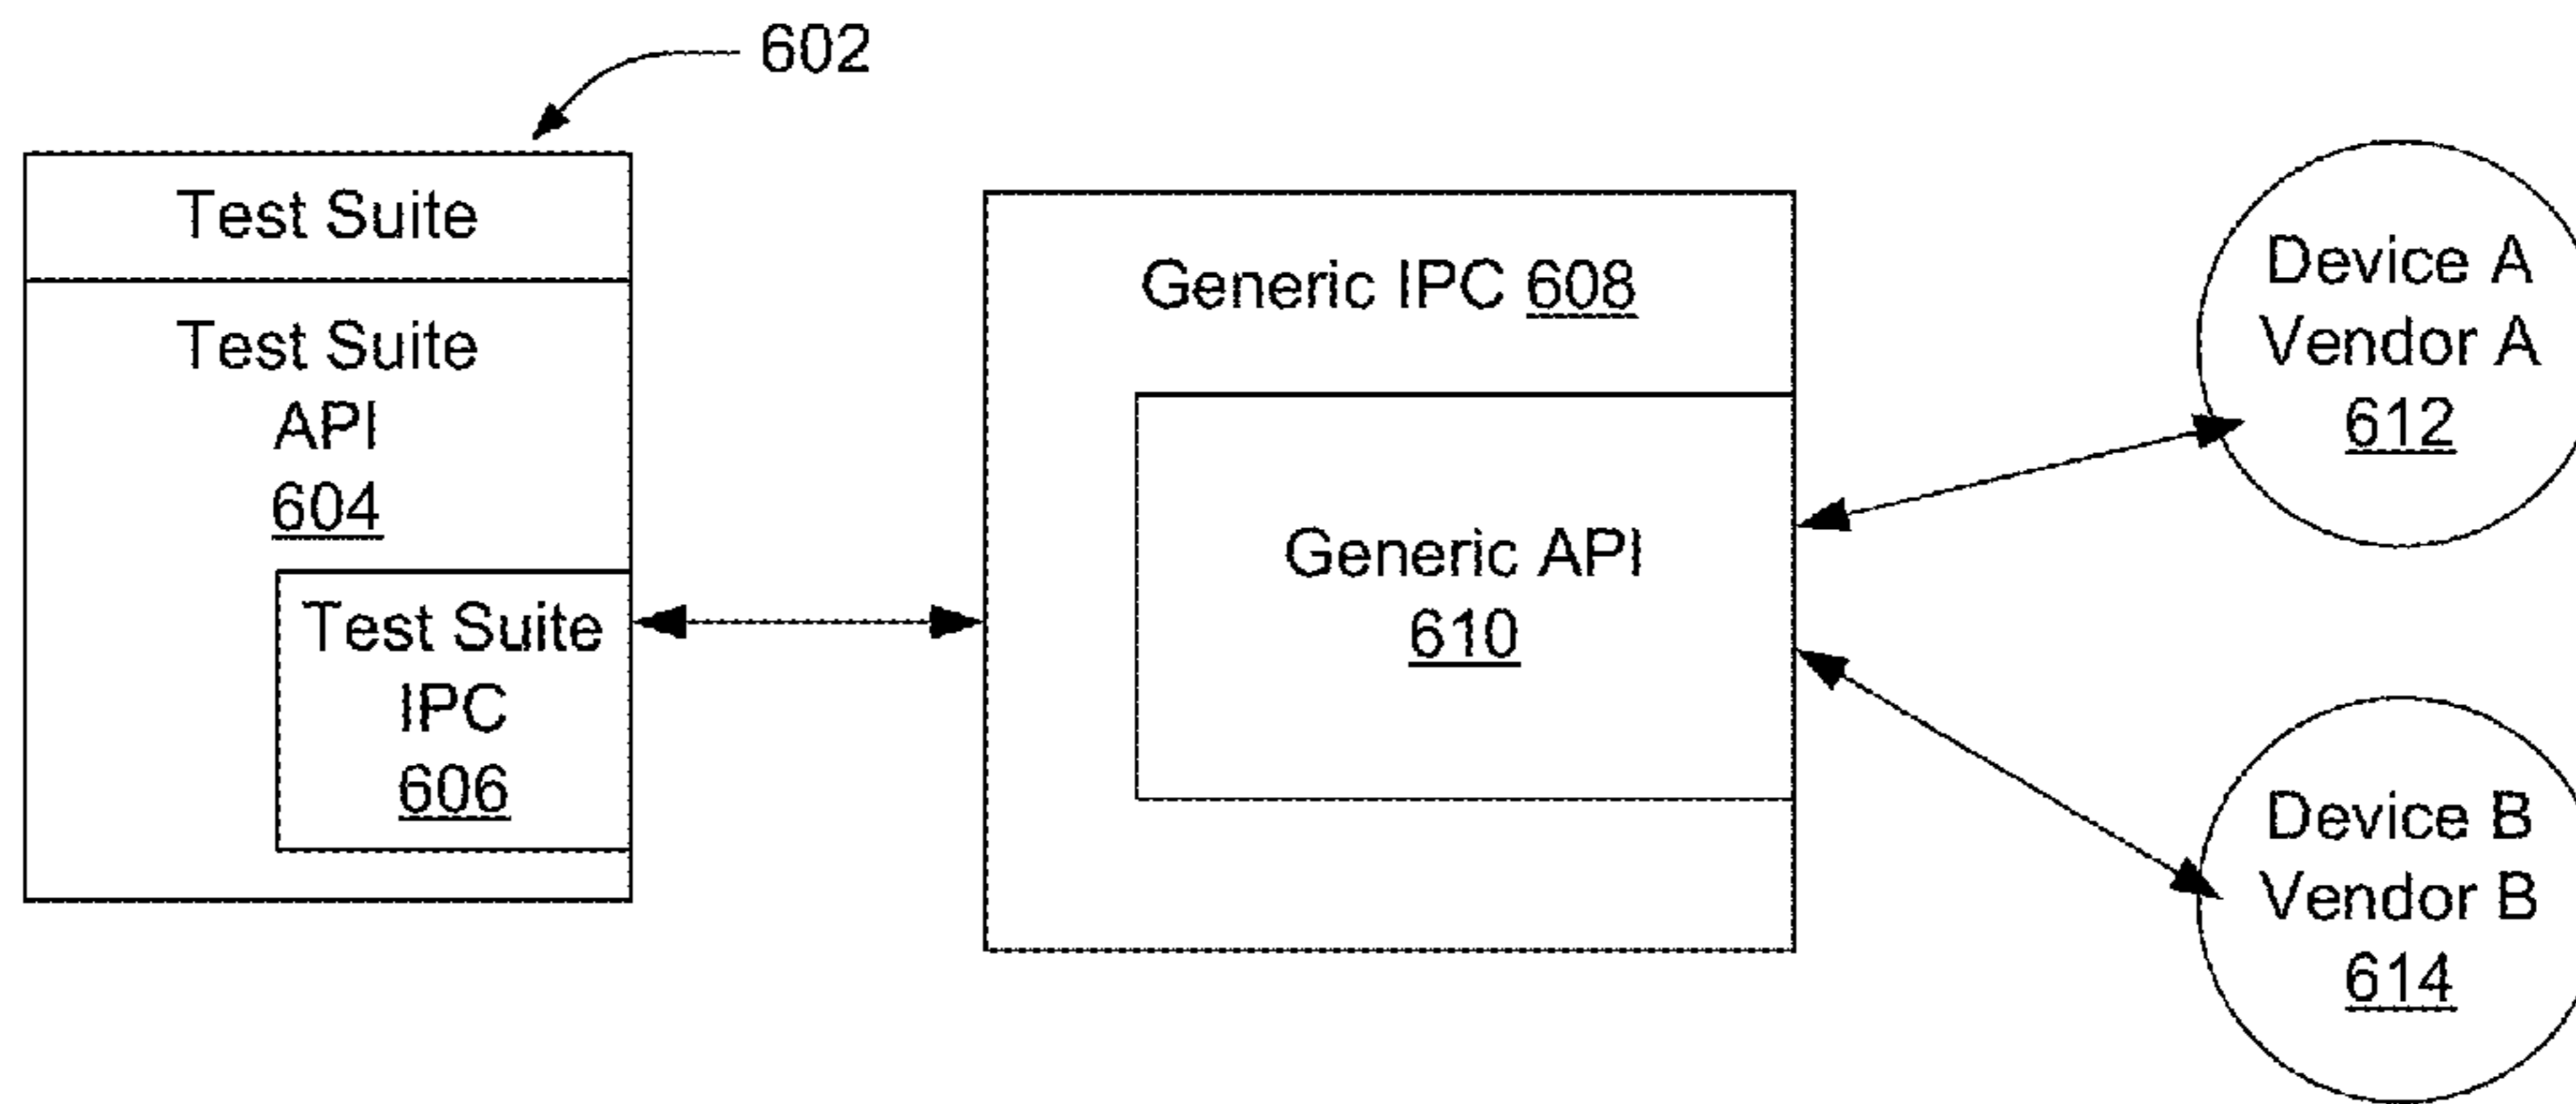 602
Test Suite
Test Suite
API
604
Test Suite
IPC
606
Generic IPC 608
Generic API
610
Device A
Vendor A
612
Device B
Vendor B
614